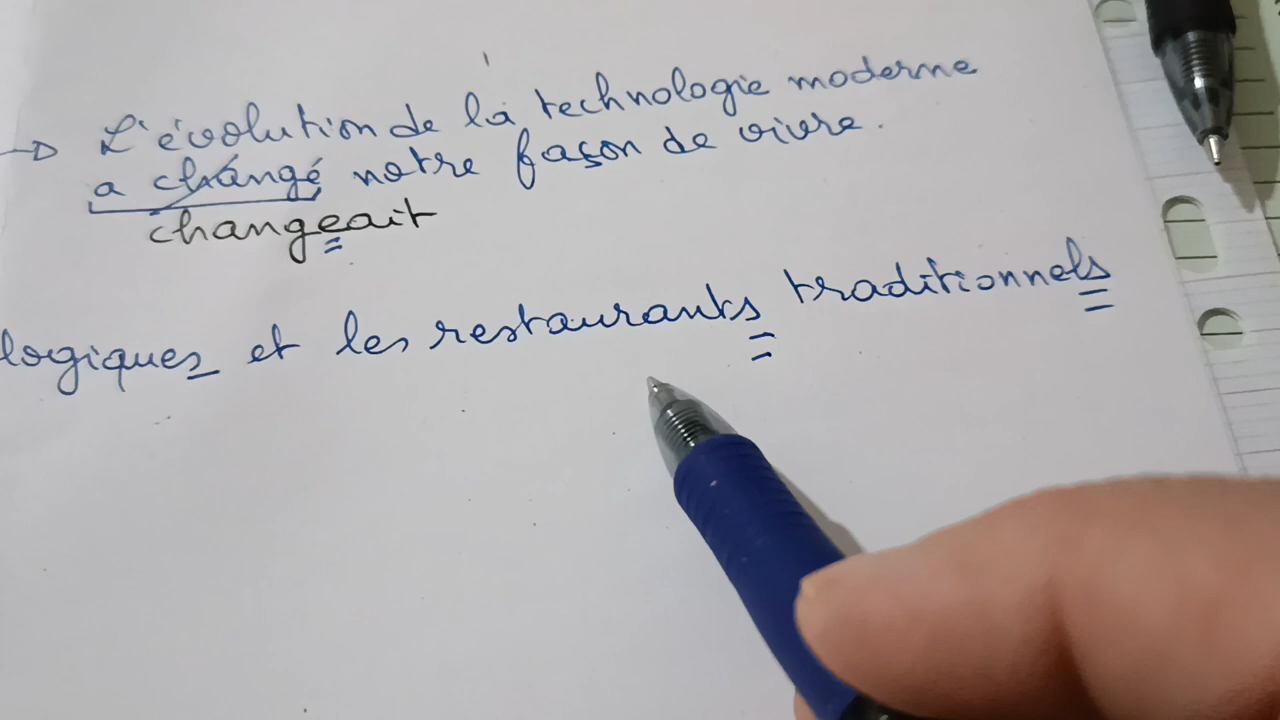 L'évolution de la technologie moderne
a changé notre façon de vivre.
changeait
logiques et les restaurants traditionnels